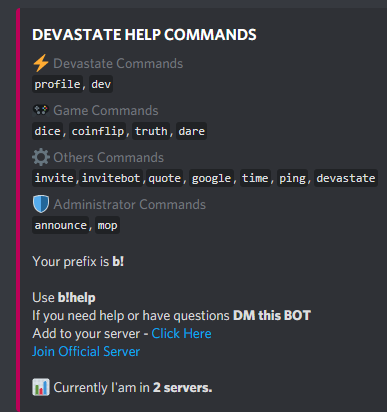 DEVASTATE HELP COMMANDS
Devastate Commands
profile, dev
Game Commands
dice, coinflip, truth, dare
Others Commands
invite,invitebot,quote, google, time, ping, devastate
Administrator Commands
announce, mop
Your prefix is b!
Use b!help
If you need help or have questions DM this BOT
Add to your server - Click Here
Join Official Server
Currently I'am in 2 servers.